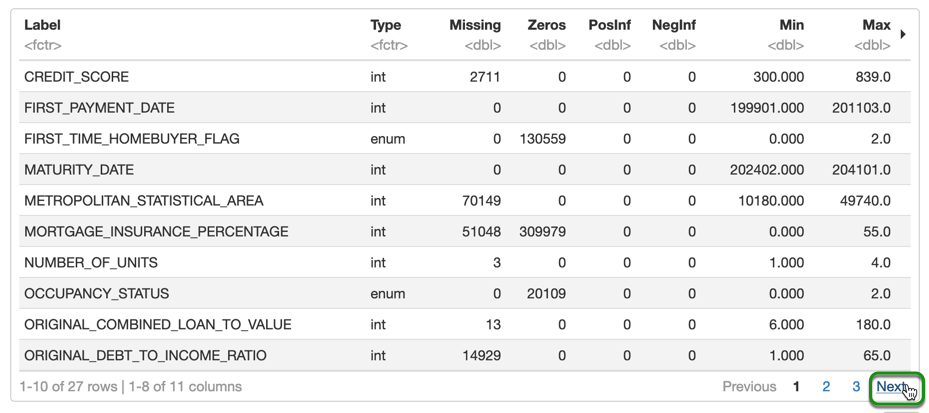 Label Type Missing Zeros PosInf NegInf Min Max
<fctr> <fctr> <dbl> <dbl> <dbl> <dbl> <dbl> <dbl>
CREDIT_SCORE int 2711 0 0 0 300.000 839.0
FIRST_PAYMENT_DATE int 0 0 0 0 199901.000 201103.0
FIRST_TIME_HOMEBUYER_FLAG enum 0 130559 0 0 0.000 2.0
MATURITY_DATE int 0 0 0 0 202402.000 204101.0
METROPOLITAN_STATISTICAL_AREA int 70149 0 0 0 10180.000 49740.0
MORTGAGE_INSURANCE_PERCENTAGE int 51048 309979 0 0 0.000 55.0
NUMBER_OF_UNITS int 3 0 0 0 1.000 4.0
OCCUPANCY_STATUS enum 0 20109 0 0 0.000 2.0
ORIGINAL_COMBINED_LOAN_TO_VALUE int 13 0 0 0 6.000 180.0
ORIGINAL_DEBT_TO_INCOME_RATIO int 14929 0 0 0 1.000 65.0
1-10 of 27 rows | 1-8 of 11 columns Previous 1 2 3 Next